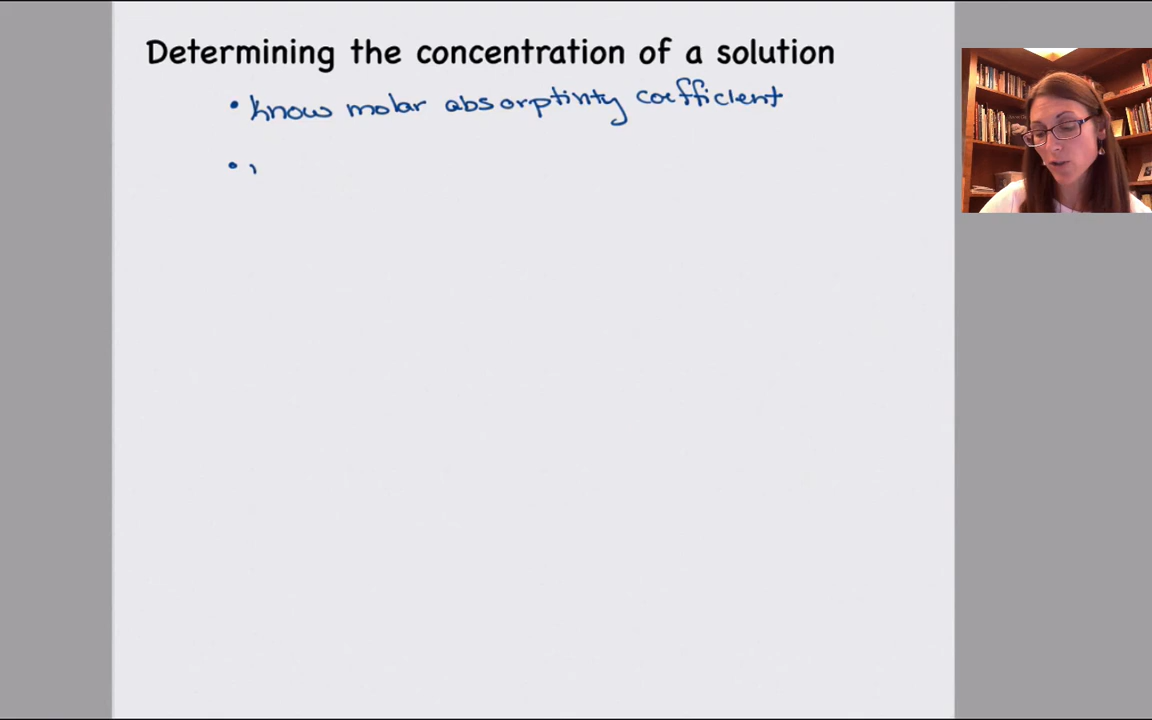 Determining the concentration of a solution
• know molar absorptivity coefficient
•